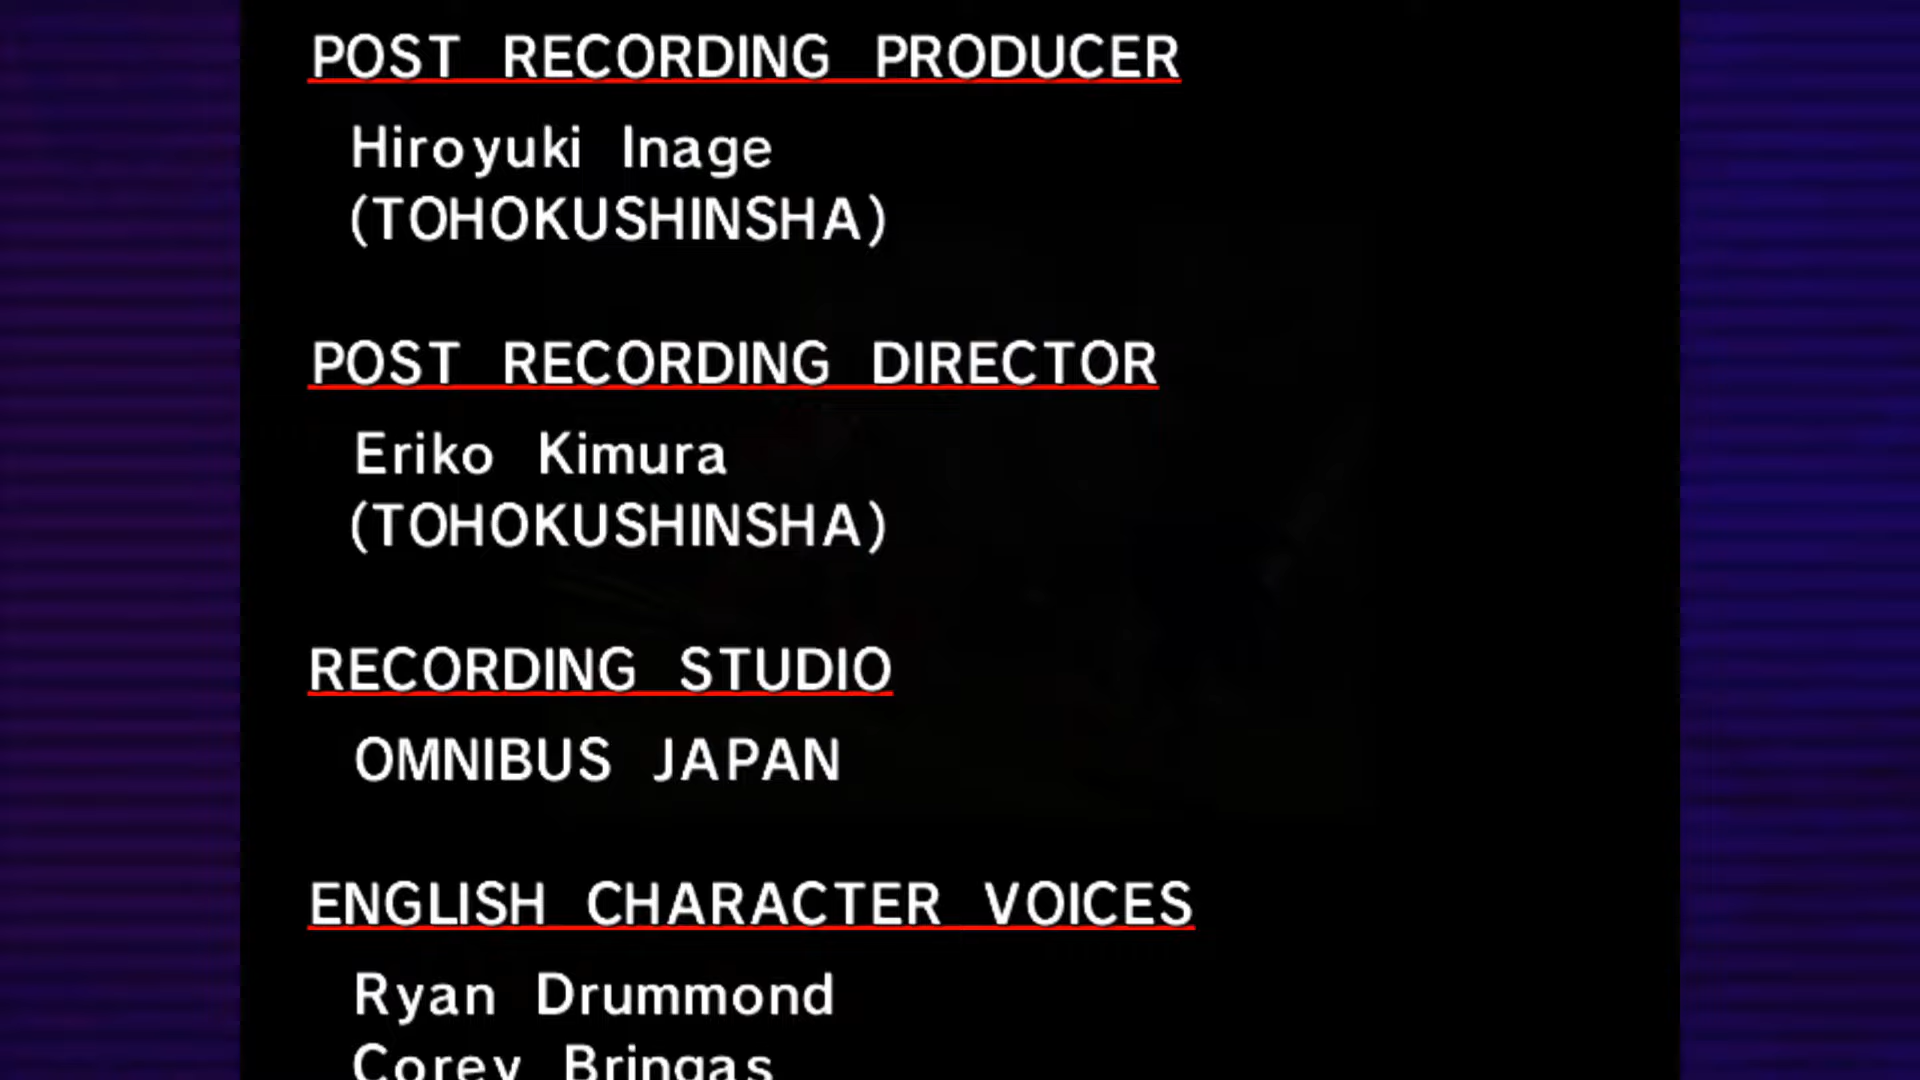 POST RECORDING PRODUCER
Hiroyuki Inage
(TOHOKUSHINSHA)
POST RECORDING DIRECTOR
Eriko Kimura
(TOHOKUSHINSHA)
RECORDING STUDIO
OMNIBUS JAPAN
ENGLISH CHARACTER VOICES
Ryan Drummond
Corey Bringas